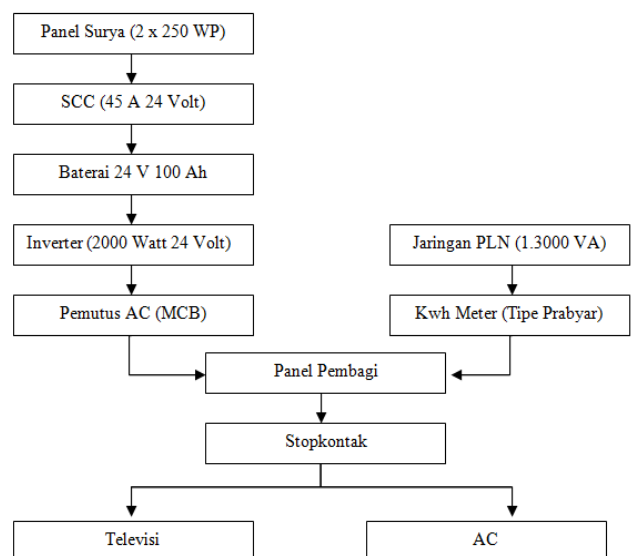 Panel Surya (2 x 250 WP)
SCC (45 A 24 Volt)
Baterai 24 V 100 Ah
Inverter (2000 Watt 24 Volt)
Jaringan PLN (1.3000 VA)
Pemutus AC (MCB)
Kwh Meter (Tipe Prabyar)
Panel Pembagi
Stopkontak
Televisi
AC